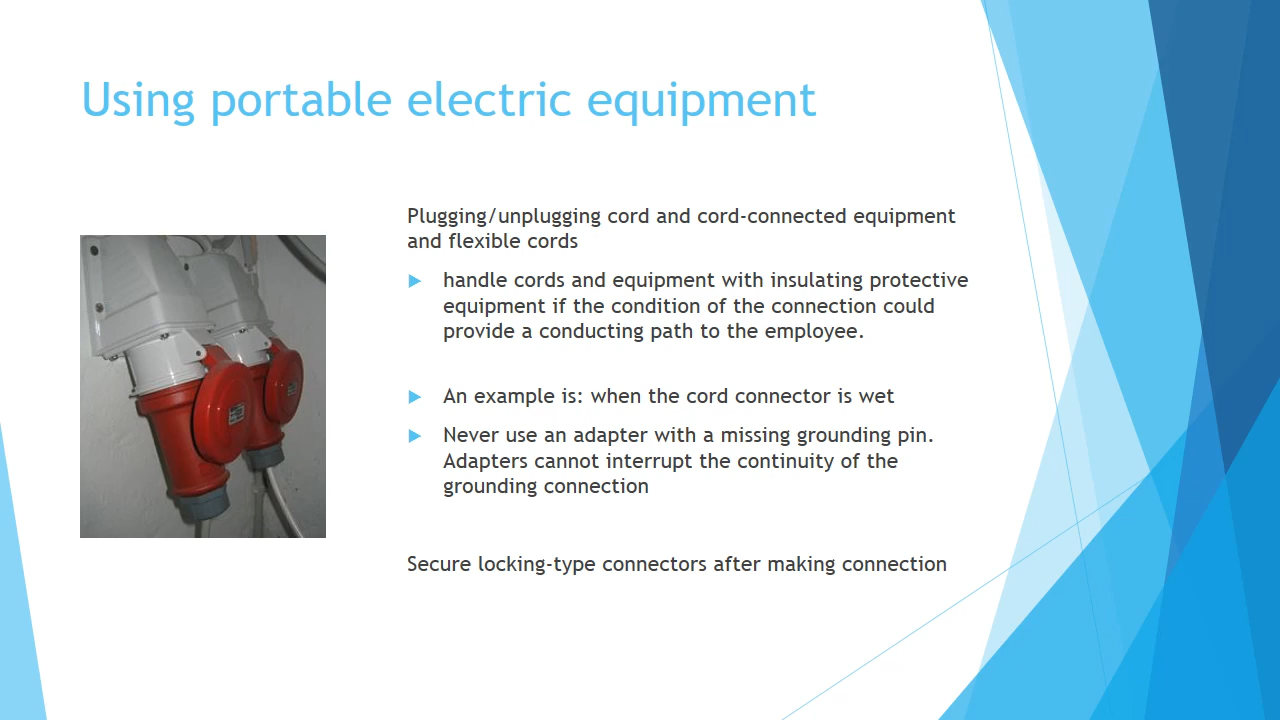 Using portable electric equipment
Plugging/unplugging cord and cord-connected equipment
and flexible cords
handle cords and equipment with insulating protective
equipment if the condition of the connection could
provide a conducting path to the employee.
An example is: when the cord connector is wet
Never use an adapter with a missing grounding pin.
Adapters cannot interrupt the continuity of the
grounding connection
Secure locking-type connectors after making connection